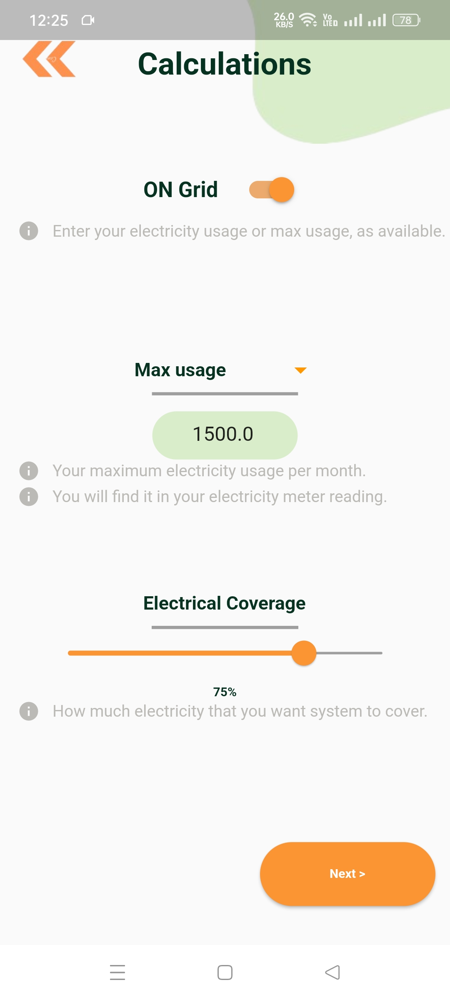 12:25 26.0 KB/S Vo LTED 78
Calculations
ON Grid
Enter your electricity usage or max usage, as available.
Max usage
1500.0
Your maximum electricity usage per month.
You will find it in your electricity meter reading.
Electrical Coverage
75%
How much electricity that you want system to cover.
Next >